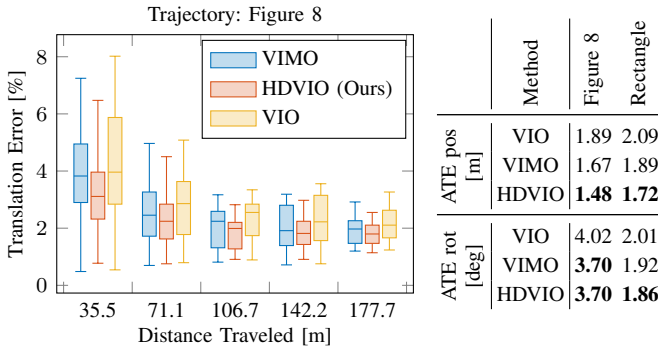 Trajectory: Figure 8
Translation Error [%]
8
6
4
2
0
VIMO
HDVIO (Ours)
VIO
35.5 71.1 106.7 142.2 177.7
Distance Traveled [m]
Method Figure 8 Rectangle
ATE pos [m]
VIO 1.89 2.09
VIMO 1.67 1.89
HDVIO 1.48 1.72
ATE rot [deg]
VIO 4.02 2.01
VIMO 3.70 1.92
HDVIO 3.70 1.86